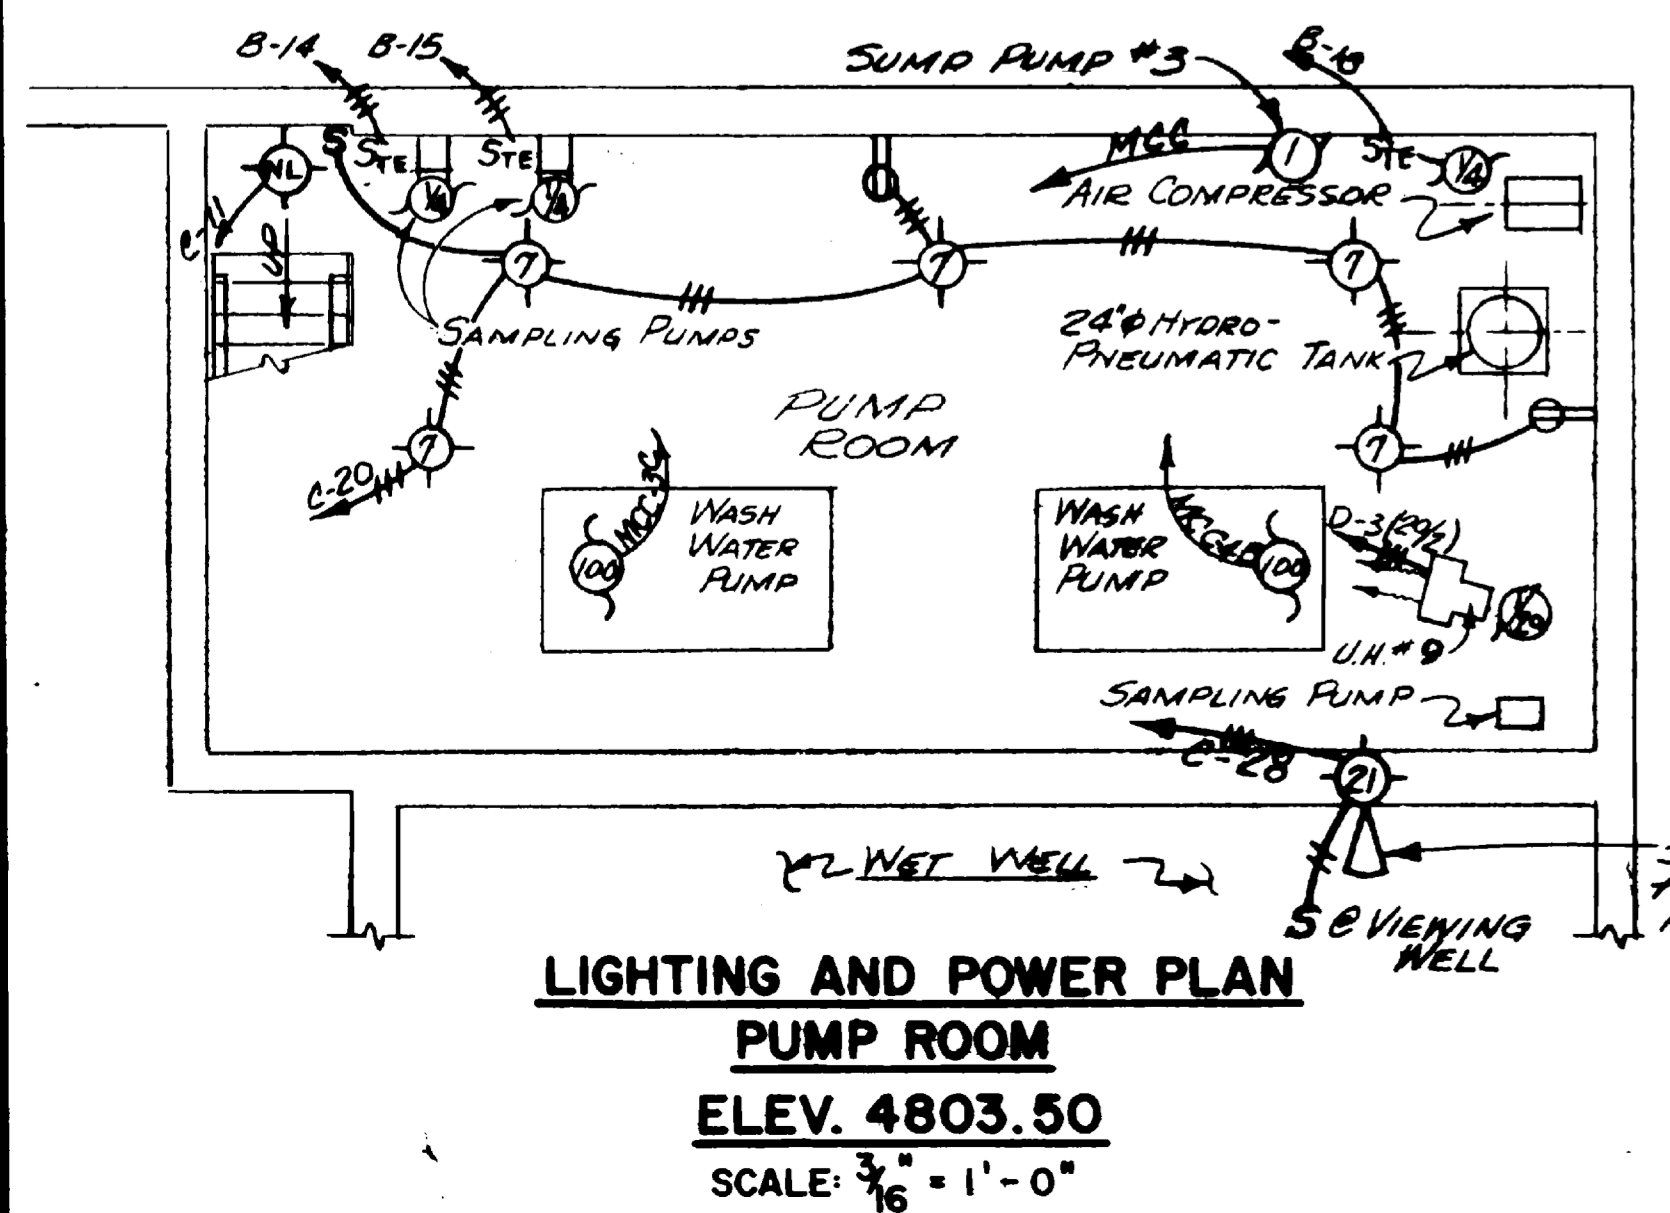 B-14
B-15
SUMP PUMP #3
S
STE
STE
MCC
1
STE
1/4
NL
1/4
1/4
AIR COMPRESSOR
UP
7
7
7
SAMPLING PUMPS
24"φ HYDRO-
PNEUMATIC TANK
PUMP
ROOM
7
7
C-20
MCC-3C
WASH
WATER
PUMP
100
WASH
WATER
PUMP
100
D-3 (29/2)
U.H. #9
SAMPLING PUMP
C-28
21
WET WELL
S @ VIEWING
WELL
LIGHTING AND POWER PLAN
PUMP ROOM
ELEV. 4803.50
SCALE: 3/16" = 1'-0"